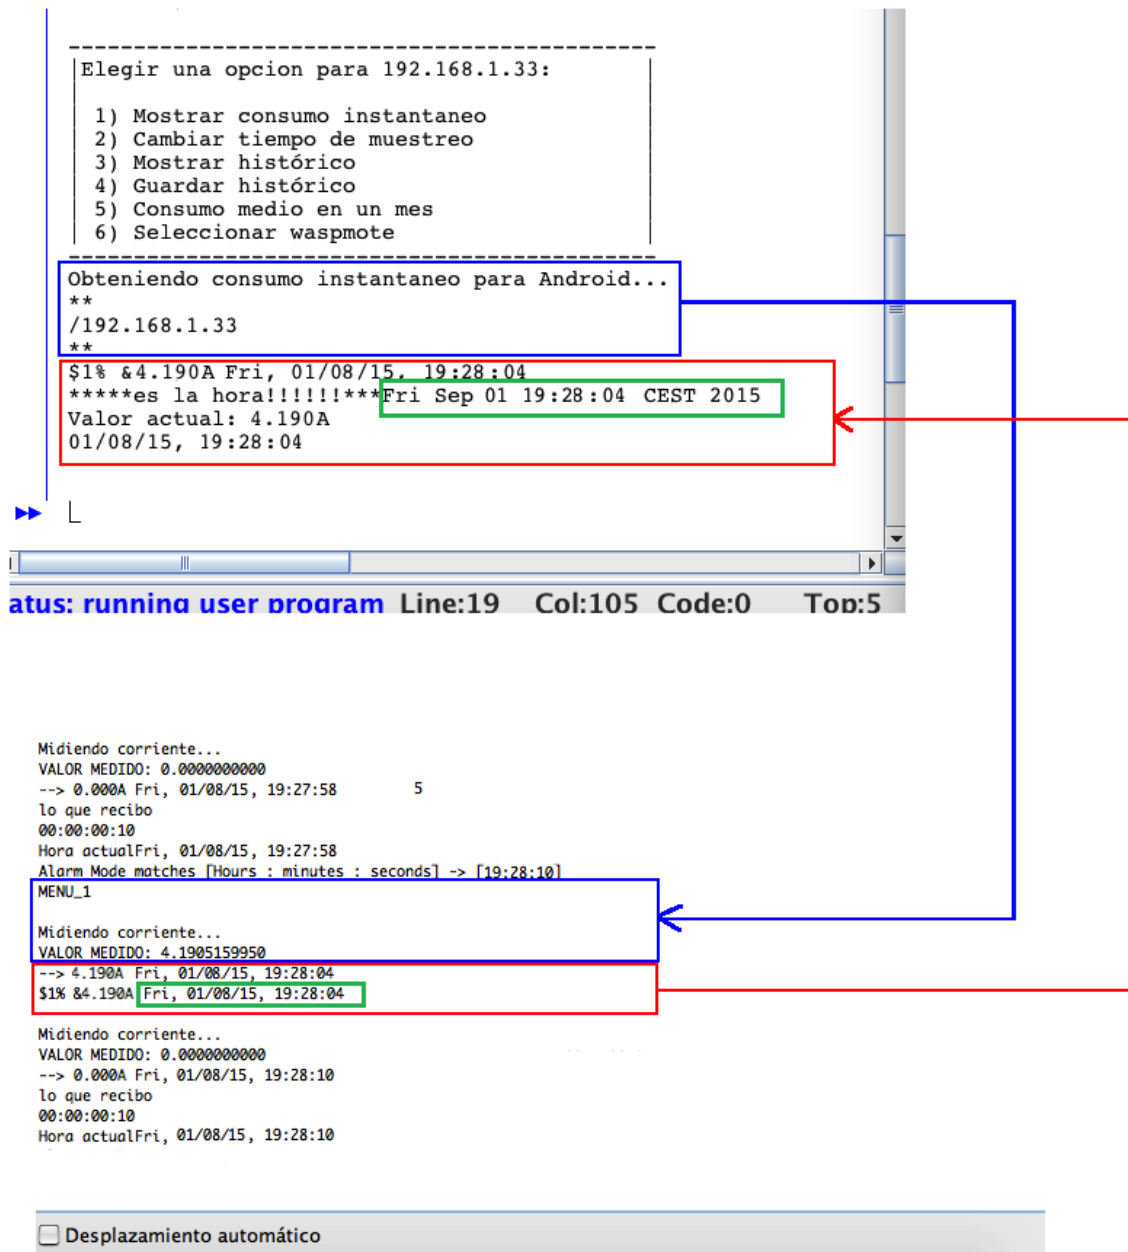 Elegir una opcion para 192.168.1.33:
1) Mostrar consumo instantaneo
2) Cambiar tiempo de muestreo
3) Mostrar histórico
4) Guardar histórico
5) Consumo medio en un mes
6) Seleccionar waspmote
Obteniendo consumo instantaneo para Android...
**
/192.168.1.33
**
$1% &4.190A Fri, 01/08/15, 19:28:04
*****es la hora!!!!!!***Fri Sep 01 19:28:04 CEST 2015
Valor actual: 4.190A
01/08/15, 19:28:04
atus: running user program Line:19 Col:105 Code:0 Top:5
Midiendo corriente...
VALOR MEDIDO: 0.0000000000
--> 0.000A Fri, 01/08/15, 19:27:58 5
lo que recibo
00:00:00:10
Hora actualFri, 01/08/15, 19:27:58
Alarm Mode matches [Hours : minutes : seconds] -> [19:28:10]
MENU_1
Midiendo corriente...
VALOR MEDIDO: 4.1905159950
--> 4.190A Fri, 01/08/15, 19:28:04
$1% &4.190A Fri, 01/08/15, 19:28:04
Midiendo corriente...
VALOR MEDIDO: 0.0000000000
--> 0.000A Fri, 01/08/15, 19:28:10
lo que recibo
00:00:00:10
Hora actualFri, 01/08/15, 19:28:10
Desplazamiento automático